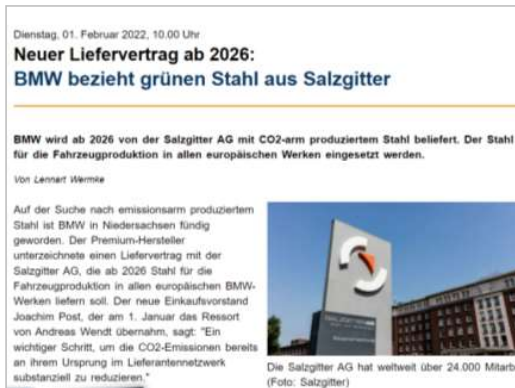 Dienstag, 01. Februar 2022, 10.00 Uhr
Neuer Liefervertrag ab 2026:
BMW bezieht grünen Stahl aus Salzgitter
BMW wird ab 2026 von der Salzgitter AG mit CO2-arm produziertem Stahl beliefert. Der Stahl
für die Fahrzeugproduktion in allen europäischen Werken eingesetzt werden.
Von Lennart Wermke
Auf der Suche nach emissionsarm produziertem
Stahl ist BMW in Niedersachsen fündig
geworden. Der Premium-Hersteller
unterzeichnete einen Liefervertrag mit der
Salzgitter AG, die ab 2026 Stahl für die
Fahrzeugproduktion in allen europäischen BMW-
Werken liefern soll. Der neue Einkaufsvorstand
Joachim Post, der am 1. Januar das Ressort
von Andreas Wendt übernahm, sagt: "Ein
wichtiger Schritt, um die CO2-Emissionen bereits
an ihrem Ursprung im Lieferantennetzwerk
substanziell zu reduzieren."
SALZGITTER AG
Die Salzgitter AG hat weltweit über 24.000 Mitarb
(Foto: Salzgitter)